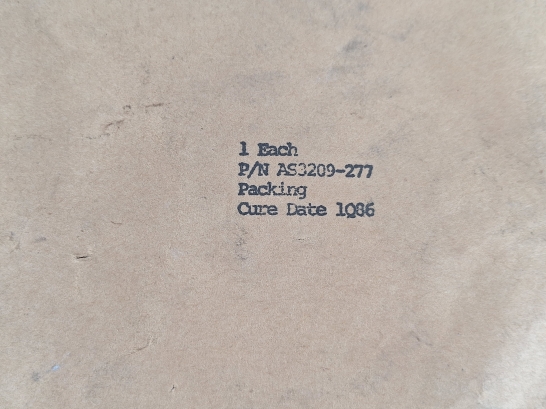 1 Each
P/N AS3209-277
Packing
Cure Date 1Q86